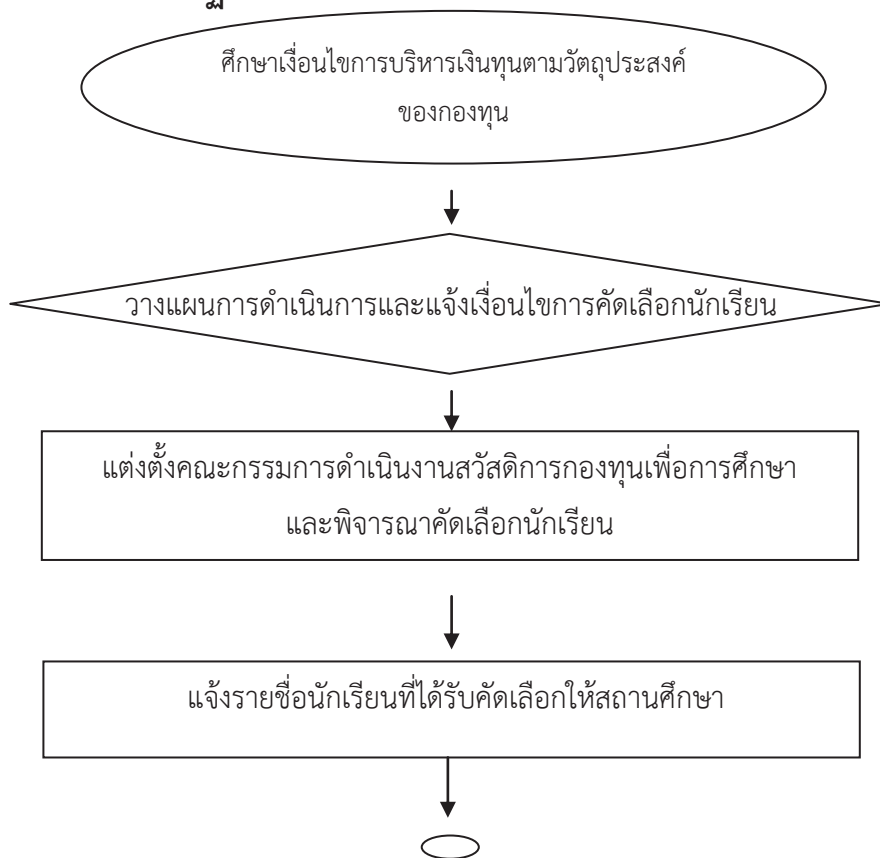 ศึกษาเงื่อนไขการบริหารเงินทุนตามวัตถุประสงค์
ของกองทุน
วางแผนการดำเนินการและแจ้งเงื่อนไขการคัดเลือกนักเรียน
แต่งตั้งคณะกรรมการดำเนินงานสวัสดิการกองทุนเพื่อการศึกษา
และพิจารณาคัดเลือกนักเรียน
แจ้งรายชื่อนักเรียนที่ได้รับคัดเลือกให้สถานศึกษา